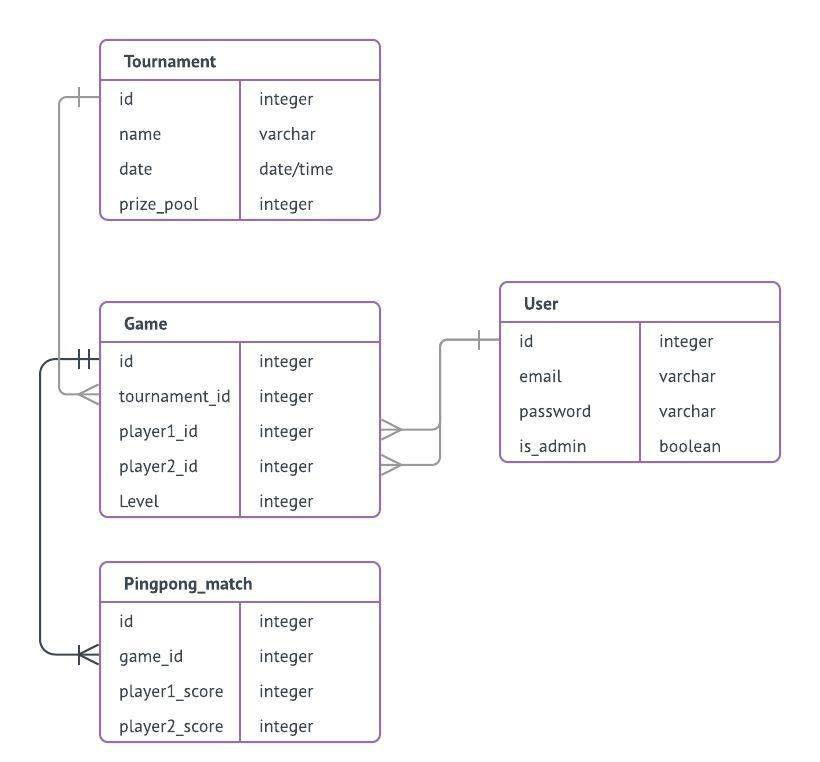 Tournament
id integer
name varchar
date date/time
prize_pool integer
Game
id integer
tournament_id integer
player1_id integer
player2_id integer
Level integer
User
id integer
email varchar
password varchar
is_admin boolean
Pingpong_match
id integer
game_id integer
player1_score integer
player2_score integer